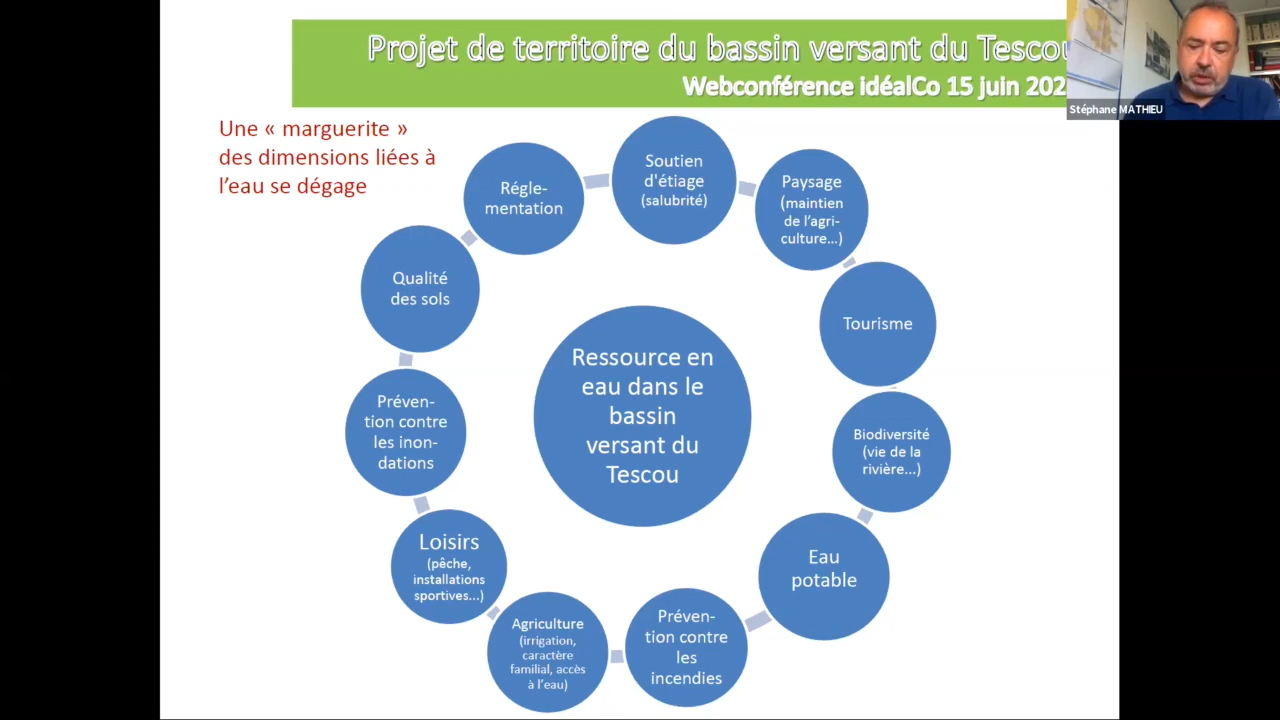 Projet de territoire du bassin versant du Tescou
Webconférence idéalCo 15 juin 202
Stéphane MATHIEU
Une « marguerite »
des dimensions liées à
l'eau se dégage
Soutien
d'étiage
(salubrité)
Paysage
(maintien
de l'agri-
culture...)
Tourisme
Biodiversité
(vie de la
rivière...)
Eau
potable
Préven-
tion contre
les
incendies
Agriculture
(irrigation,
caractère
familial, accès
à l'eau)
Loisirs
(pêche,
installations
sportives...)
Préven-
tion contre
les inon-
dations
Qualité
des sols
Régle-
mentation
Ressource en
eau dans le
bassin
versant du
Tescou